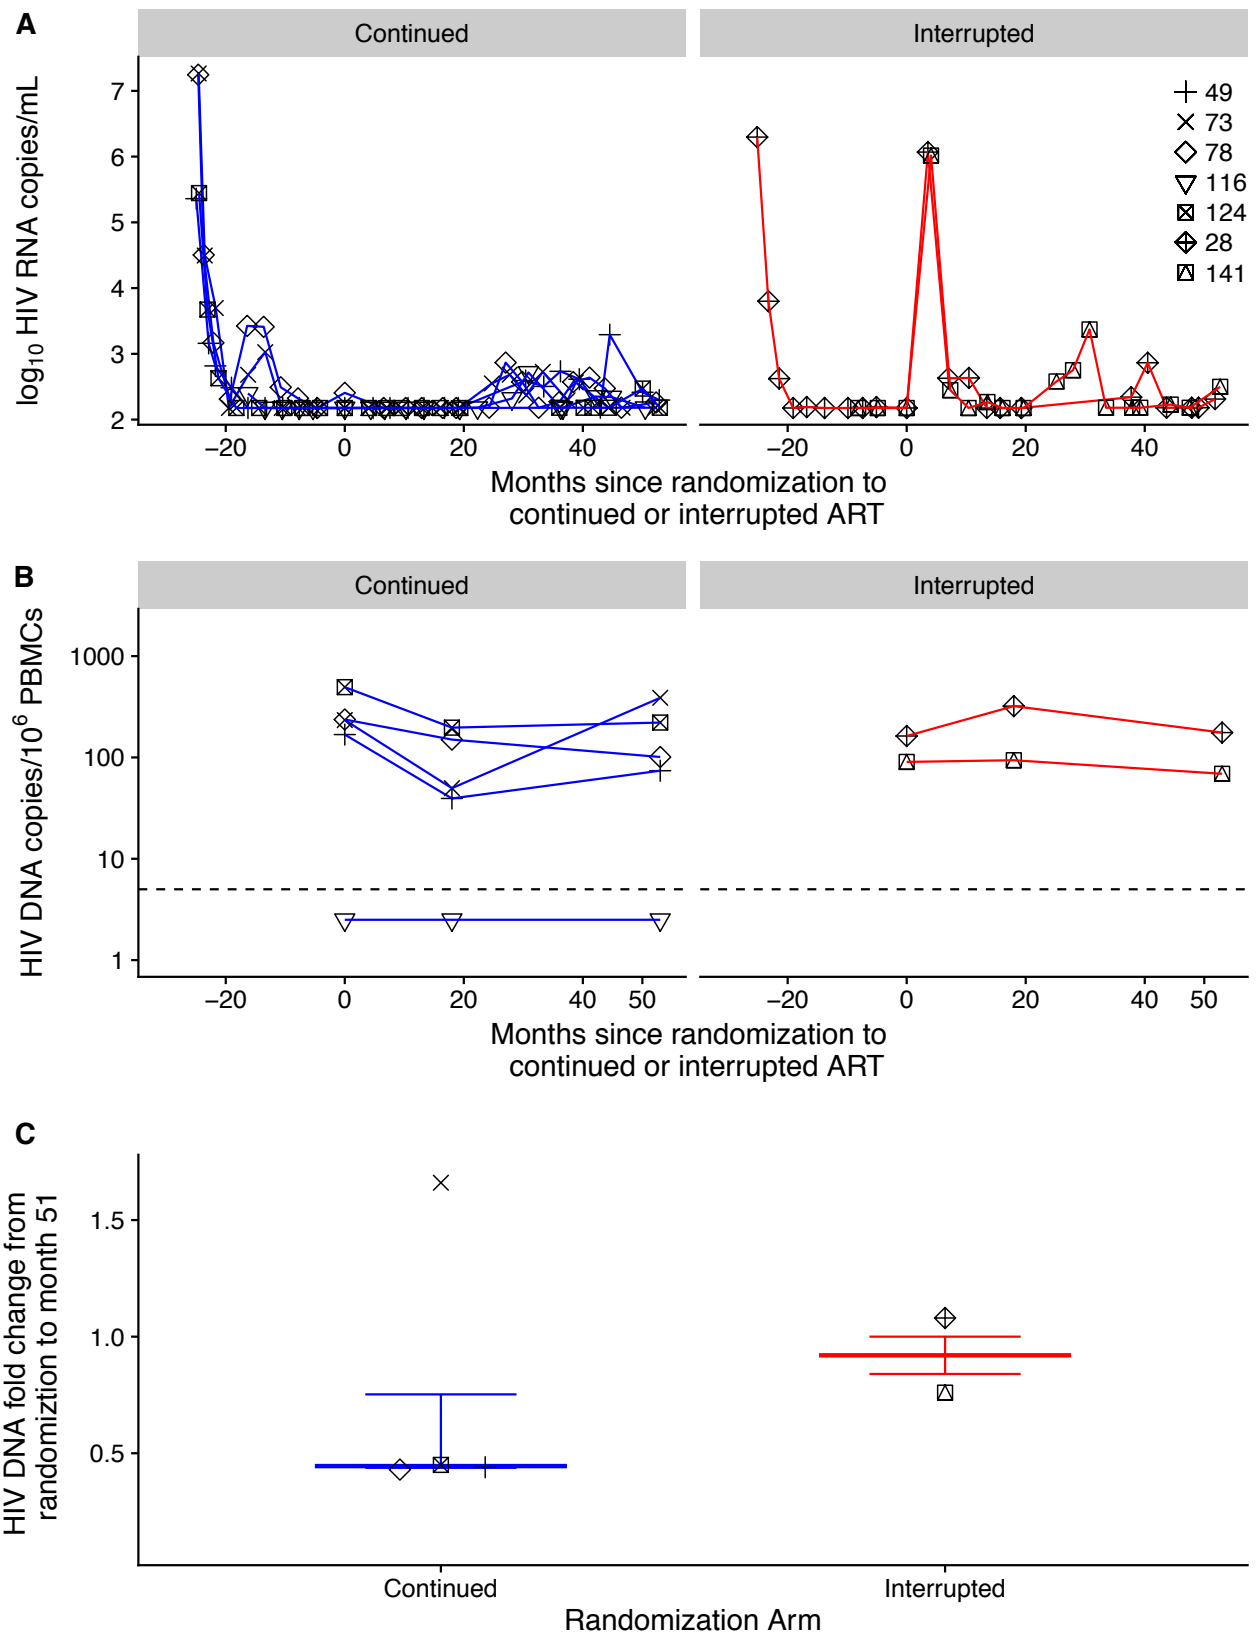 A
Continued
Interrupted
log10 HIV RNA copies/mL
7
6
5
4
3
2
49
73
78
116
124
28
141
−20 0 20 40
−20 0 20 40
Months since randomization to
continued or interrupted ART
B
Continued
Interrupted
HIV DNA copies/10^6 PBMCs
1000
100
10
1
−20 0 20 40 50
−20 0 20 40 50
Months since randomization to
continued or interrupted ART
C
HIV DNA fold change from
randomiztion to month 51
1.5
1.0
0.5
Continued
Interrupted
Randomization Arm